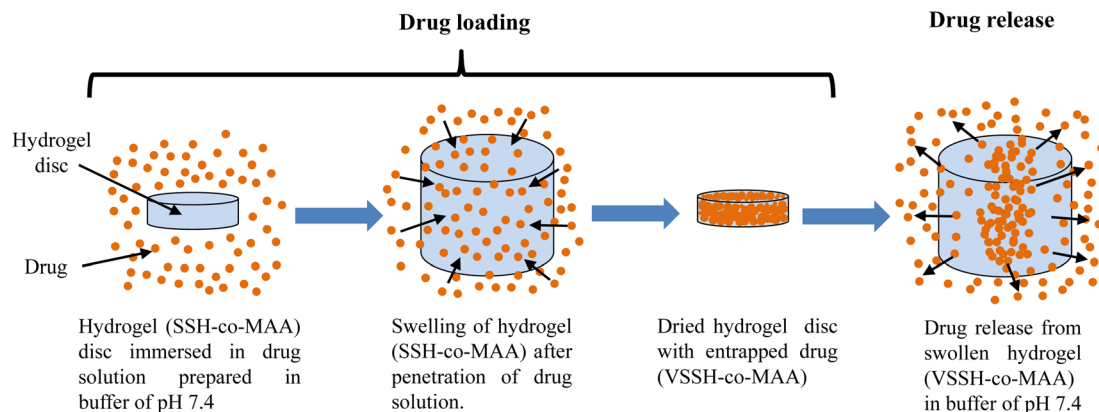 Drug loading
Drug release
Hydrogel
disc
Drug
Hydrogel (SSH-co-MAA)
disc immersed in drug
solution prepared in
buffer of pH 7.4
Swelling of hydrogel
(SSH-co-MAA) after
penetration of drug
solution.
Dried hydrogel disc
with entrapped drug
(VSSH-co-MAA)
Drug release from
swollen hydrogel
(VSSH-co-MAA)
in buffer of pH 7.4